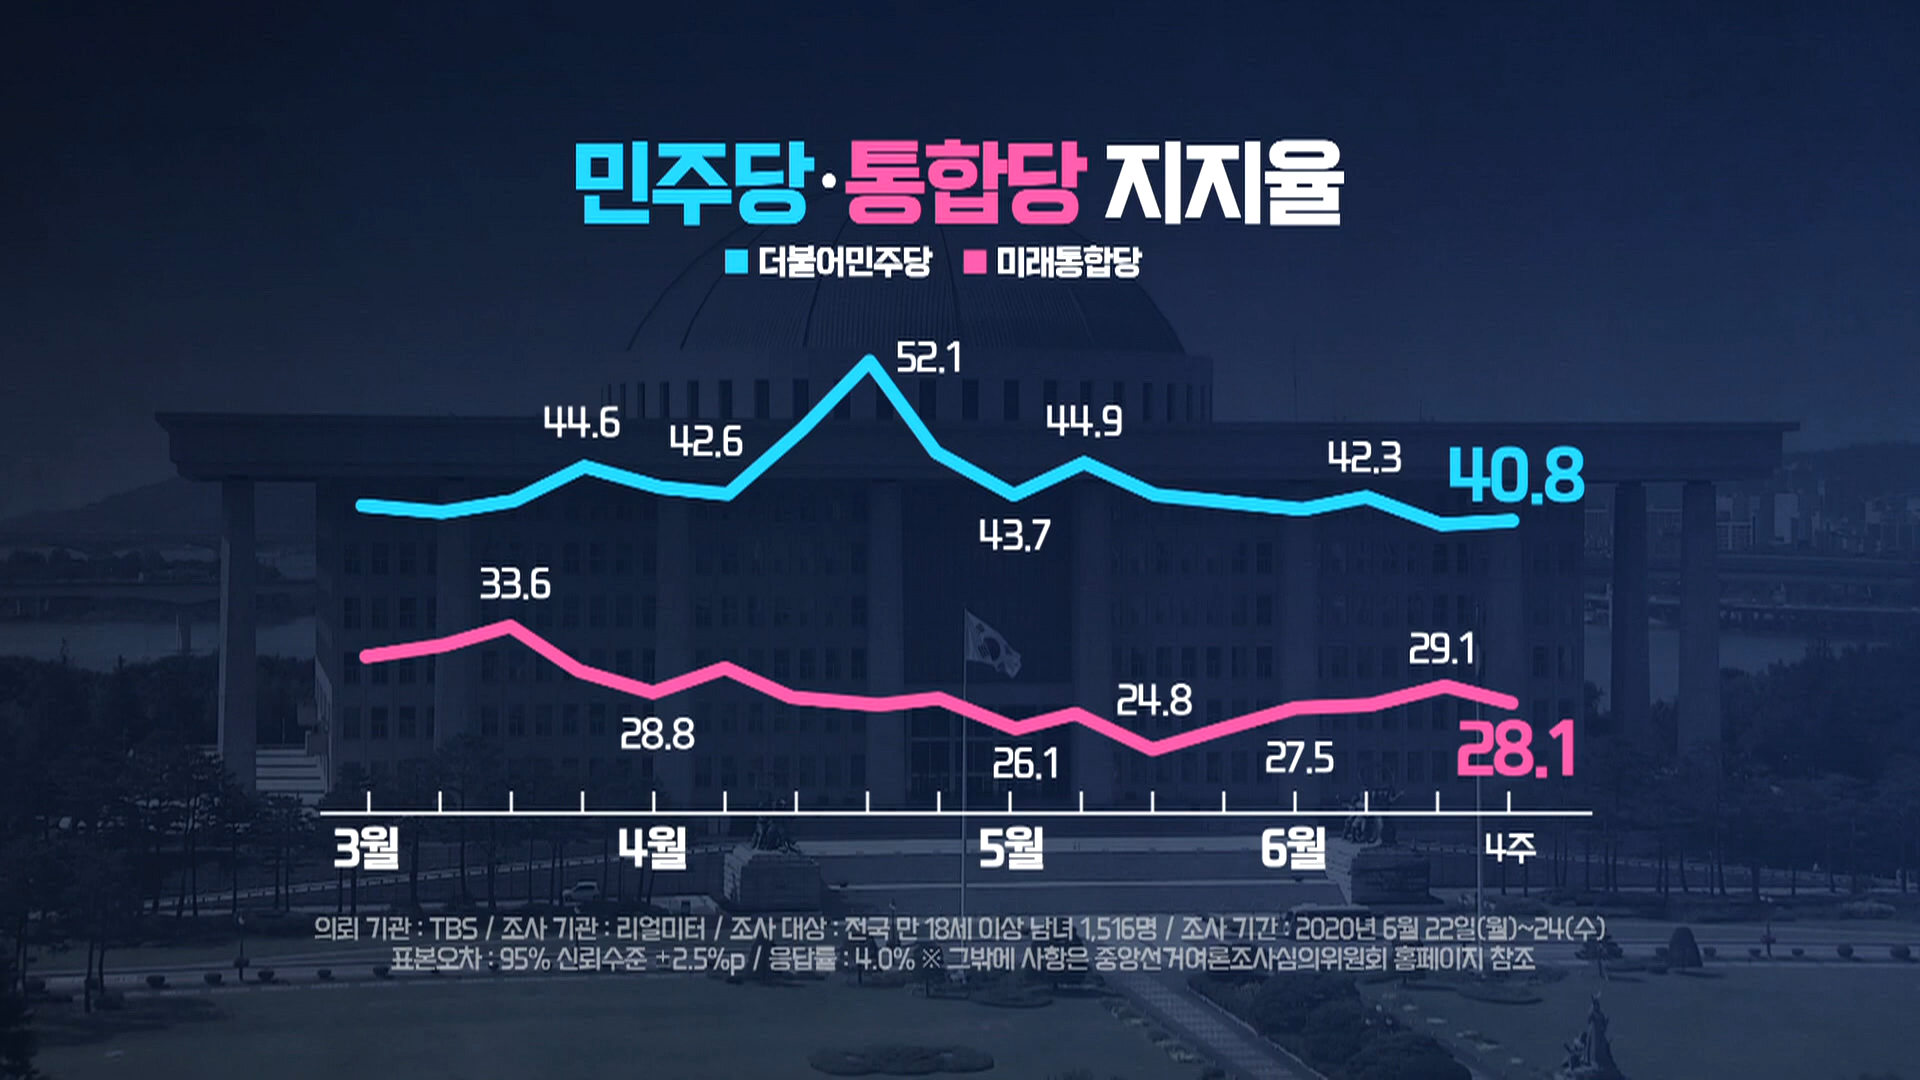 민주당·통합당 지지율
더불어민주당 미래통합당
52.1
44.6
42.6
44.9
42.3
40.8
43.7
33.6
29.1
24.8
28.8
26.1
27.5
28.1
3월 4월 5월 6월 4주
의뢰 기관 : TBS / 조사 기관 : 리얼미터 / 조사 대상 : 전국 만 18세 이상 남녀 1,516명 / 조사 기간 : 2020년 6월 22일(월)~24(수)
표본오차 : 95% 신뢰수준 ±2.5%p / 응답률 : 4.0% ※ 그밖에 사항은 중앙선거여론조사심의위원회 홈페이지 참조